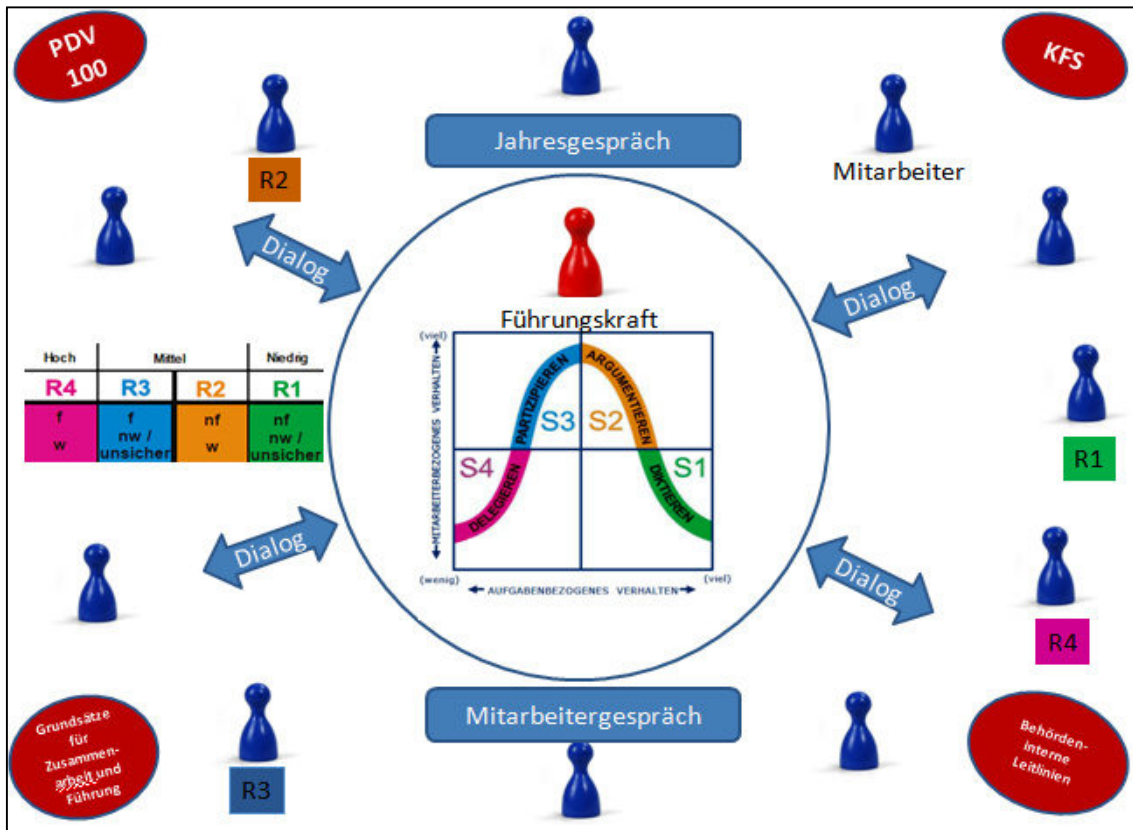 PDV
100
KFS
Jahresgespräch
R2
Mitarbeiter
Dialog
Dialog
Führungskraft
Hoch Mittel Niedrig
R4 R3 R2 R1
f f nf nf
w nw / w nw /
unsicher unsicher
(viel)
MITARBEITERBEZOGENES VERHALTEN
PARTIZIPIEREN
ARGUMENTIEREN
S3 S2
S4 S1
DELEGIEREN
DIKTIEREN
(wenig) (viel)
AUFGABENBEZOGENES VERHALTEN
R1
Dialog
Dialog
R4
Mitarbeitergespräch
Grundsätze
für
Zusammen-
arbeit und
Führung
R3
Behörden-
interne
Leitlinien